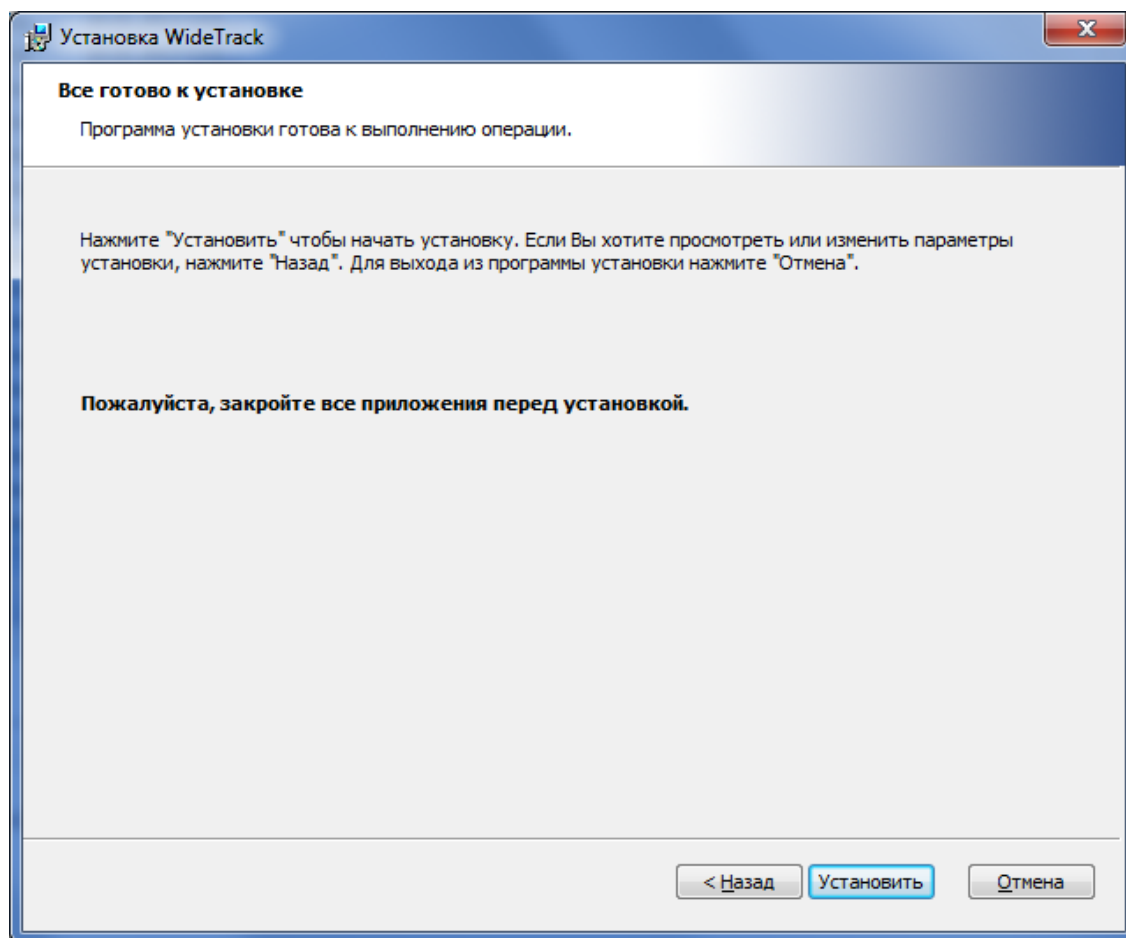 Установка WideTrack
Все готово к установке
Программа установки готова к выполнению операции.
Нажмите "Установить" чтобы начать установку. Если Вы хотите просмотреть или изменить параметры
установки, нажмите "Назад". Для выхода из программы установки нажмите "Отмена".
Пожалуйста, закройте все приложения перед установкой.
< Назад Установить Отмена